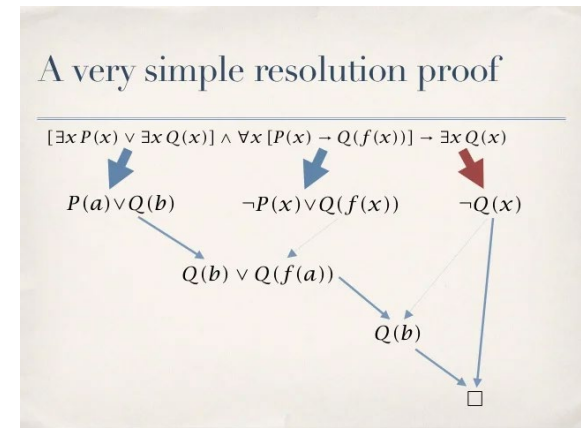 A very simple resolution proof
[∃x P(x) ∨ ∃x Q(x)] ∧ ∀x [P(x) → Q(f(x))] → ∃x Q(x)
P(a)∨Q(b) ¬P(x)∨Q(f(x)) ¬Q(x)
Q(b) ∨ Q(f(a))
Q(b)
□